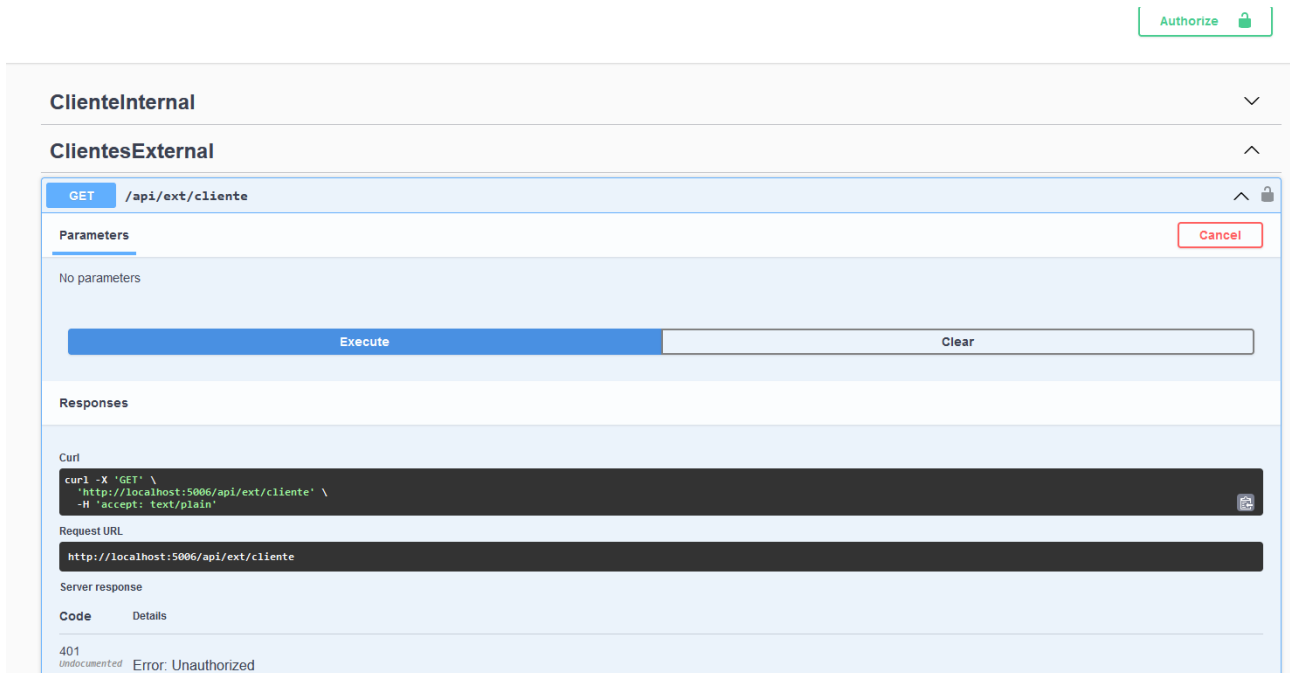 Authorize
ClienteInternal
ClientesExternal
GET /api/ext/cliente
Parameters
Cancel
No parameters
Execute
Clear
Responses
Curl
curl -X 'GET' \
'http://localhost:5006/api/ext/cliente' \
-H 'accept: text/plain'
Request URL
http://localhost:5006/api/ext/cliente
Server response
Code Details
401
Undocumented
Error: Unauthorized